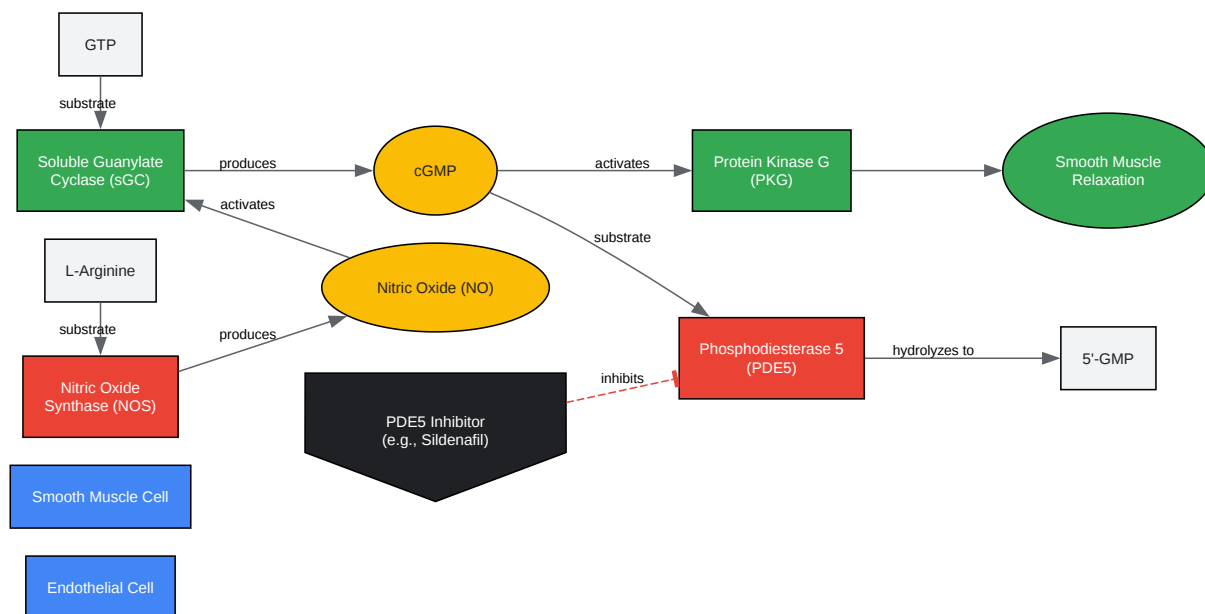 GTP
substrate
Soluble Guanylate
Cyclase (sGC)
produces
cGMP
activates
Protein Kinase G
(PKG)
Smooth Muscle
Relaxation
activates
substrate
L-Arginine
Nitric Oxide (NO)
substrate
produces
Phosphodiesterase 5
(PDE5)
hydrolyzes to
5'-GMP
Nitric Oxide
Synthase (NOS)
inhibits
PDE5 Inhibitor
(e.g., Sildenafil)
Smooth Muscle Cell
Endothelial Cell